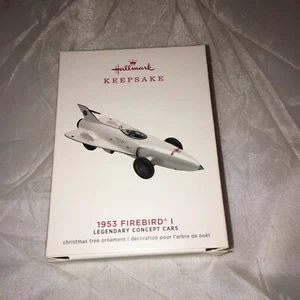 Hallmark
KEEPSAKE
1953 FIREBIRD® I
LEGENDARY CONCEPT CARS
christmas tree ornament | décoration pour l'arbre de noël